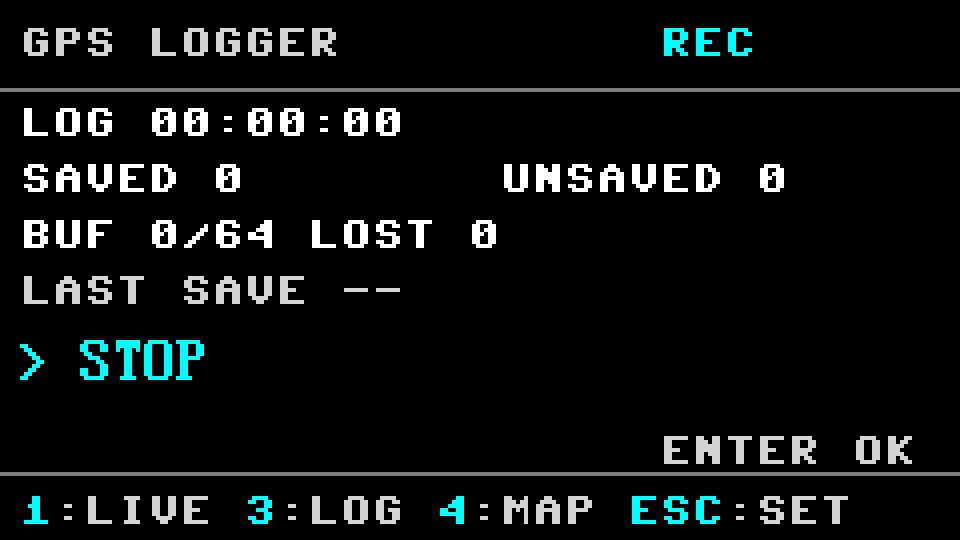 GPS LOGGER REC
LOG 00:00:00
SAVED 0 UNSAVED 0
BUF 0/64 LOST 0
LAST SAVE --
> STOP
ENTER OK
1:LIVE 3:LOG 4:MAP ESC:SET